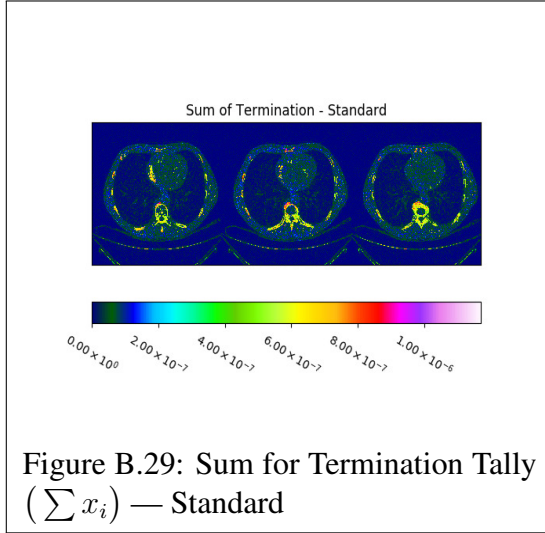 Sum of Termination - Standard
0.00 × 10⁰
2.00 × 10⁻⁷
4.00 × 10⁻⁷
6.00 × 10⁻⁷
8.00 × 10⁻⁷
1.00 × 10⁻⁶
Figure B.29: Sum for Termination Tally
(∑ xᵢ) — Standard